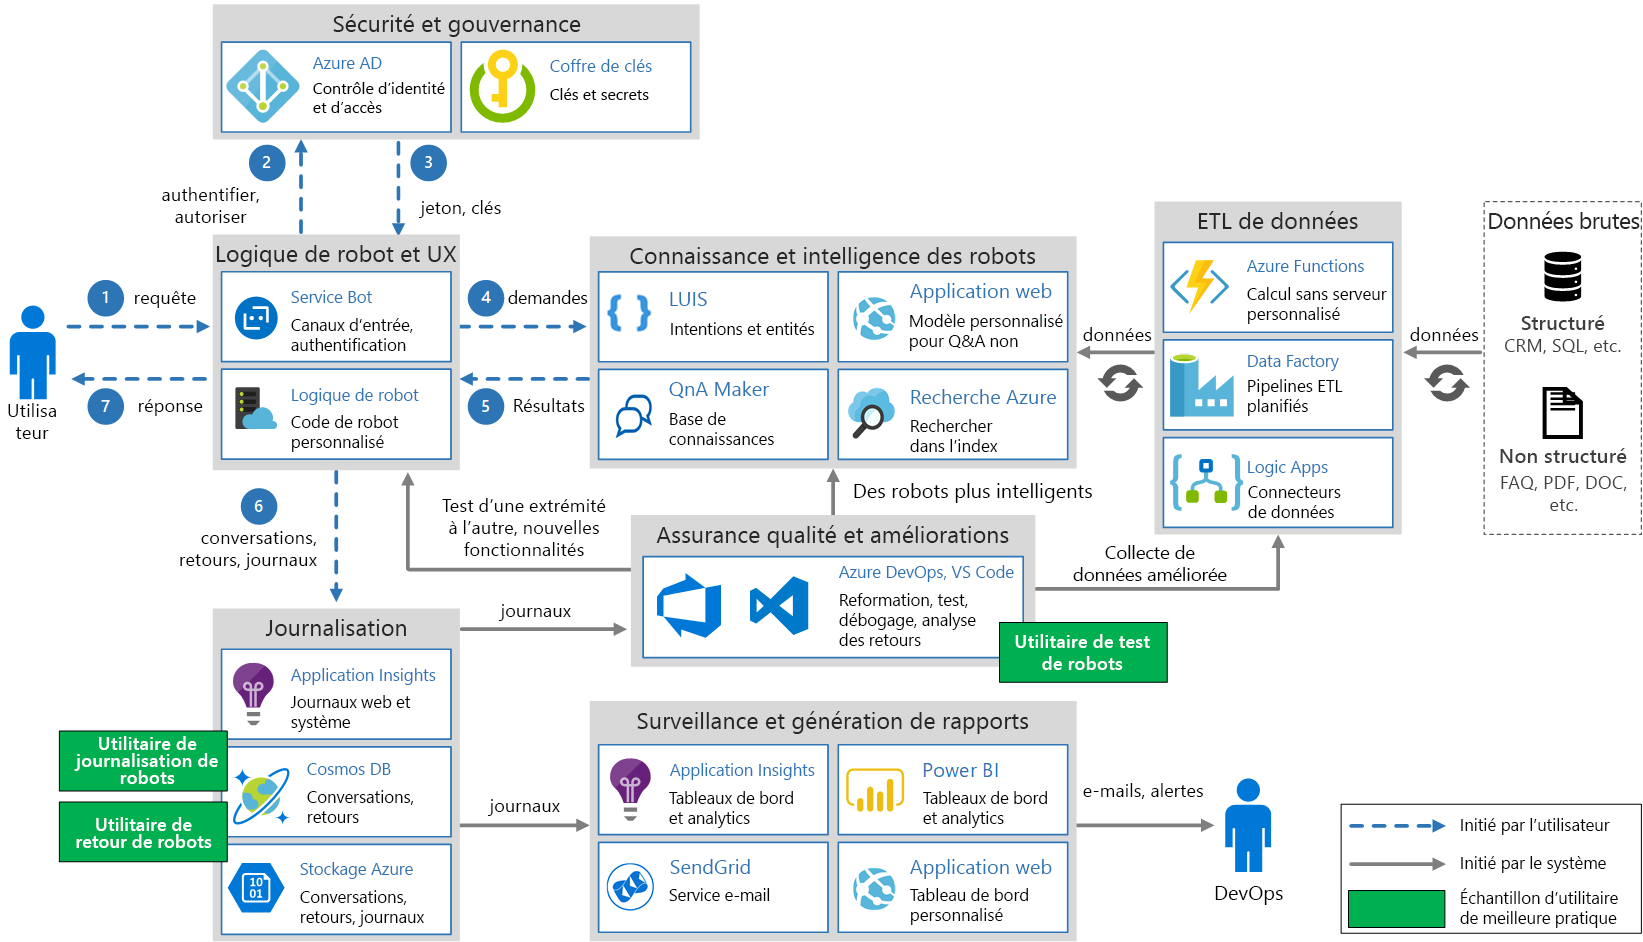 Sécurité et gouvernance
Azure AD
Contrôle d'identité
et d'accès
Coffre de clés
Clés et secrets
2
3
authentifier,
autoriser
jeton, clés
Logique de robot et UX
Service Bot
Canaux d'entrée,
authentification
Logique de robot
Code de robot
personnalisé
1
requête
7
réponse
Utilisa
teur
4
demandes
5
Résultats
Connaissance et intelligence des robots
LUIS
Intentions et entités
Application web
Modèle personnalisé
pour Q&A non
QnA Maker
Base de
connaissances
Recherche Azure
Rechercher
dans l'index
données
ETL de données
Azure Functions
Calcul sans serveur
personnalisé
Data Factory
Pipelines ETL
planifiés
Logic Apps
Connecteurs
de données
données
Données brutes
Structuré
CRM, SQL, etc.
Non structuré
FAQ, PDF, DOC,
etc.
6
conversations,
retours, journaux
Test d'une extrémité
à l'autre, nouvelles
fonctionnalités
Des robots plus intelligents
Assurance qualité et améliorations
Azure DevOps, VS Code
Reformation, test,
débogage, analyse
des retours
Utilitaire de test
de robots
Collecte de
données améliorée
Journalisation
Application Insights
Journaux web et
système
Cosmos DB
Conversations,
retours
Stockage Azure
10
01
Conversations,
retours, journaux
Utilitaire de
journalisation de
robots
Utilitaire de
retour de robots
journaux
journaux
Surveillance et génération de rapports
Application Insights
Tableaux de bord
et analytics
Power BI
Tableaux de bord
et analytics
SendGrid
Service e-mail
Application web
Tableau de bord
personnalisé
e-mails, alertes
DevOps
Initié par l'utilisateur
Initié par le système
Échantillon d'utilitaire
de meilleure pratique